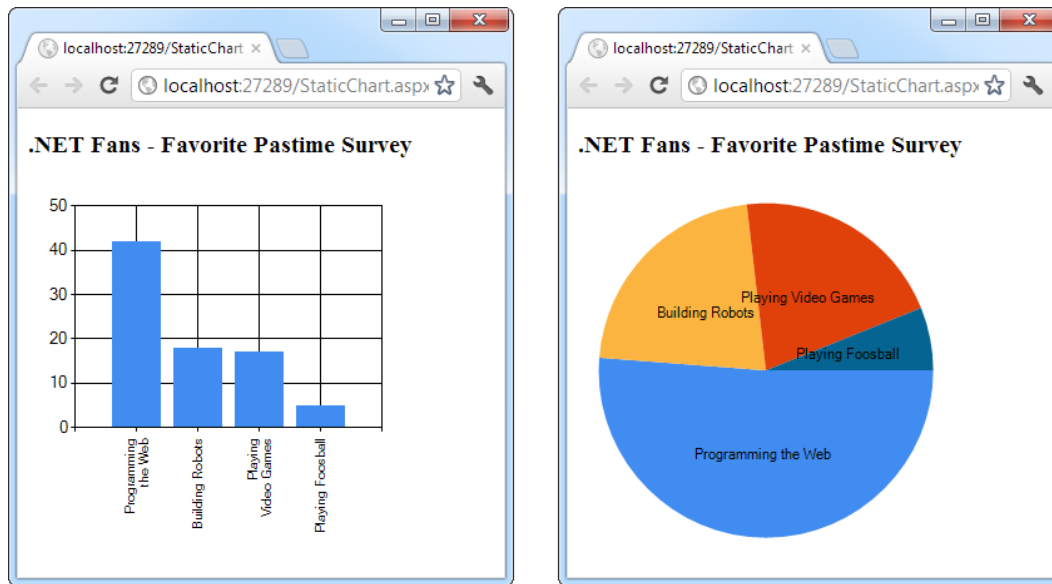 localhost:27289/StaticChart
localhost:27289/StaticChart.aspx
.NET Fans - Favorite Pastime Survey
50
40
30
20
10
0
Programming
the Web
Building Robots
Playing
Video Games
Playing Foosball
localhost:27289/StaticChart
localhost:27289/StaticChart.aspx
.NET Fans - Favorite Pastime Survey
Playing Video Games
Building Robots
Playing Foosball
Programming the Web